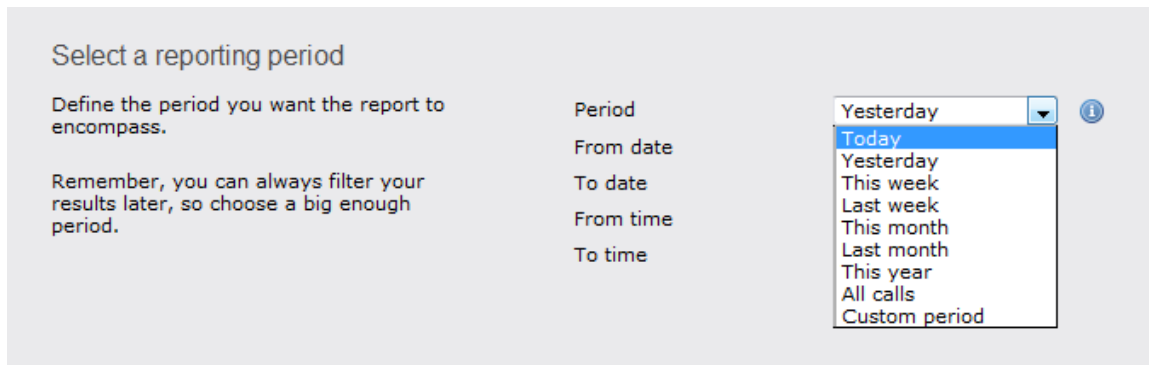 Select a reporting period
Define the period you want the report to
encompass.
Remember, you can always filter your
results later, so choose a big enough
period.
Period
From date
To date
From time
To time
Yesterday
Today
Yesterday
This week
Last week
This month
Last month
This year
All calls
Custom period